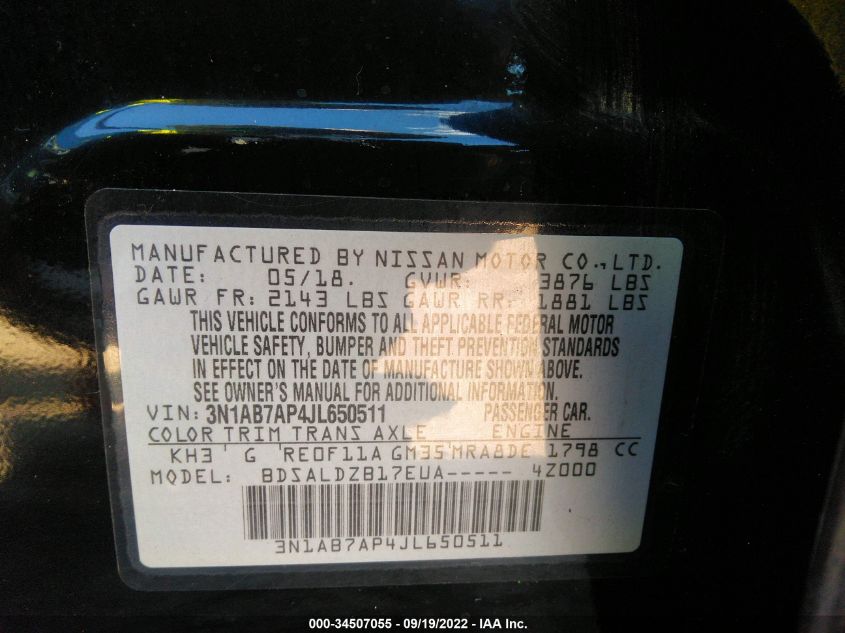 MANUFACTURED BY NISSAN MOTOR CO., LTD.
DATE: 05/18. GVWR: 3876 LBS
GAWR FR: 2143 LBS GAWR RR: 1881 LBS
THIS VEHICLE CONFORMS TO ALL APPLICABLE FEDERAL MOTOR
VEHICLE SAFETY, BUMPER AND THEFT PREVENTION STANDARDS
IN EFFECT ON THE DATE OF MANUFACTURE SHOWN ABOVE.
SEE OWNER'S MANUAL FOR ADDITIONAL INFORMATION.
VIN: 3N1AB7AP4JL650511 PASSENGER CAR.
COLOR TRIM TRANS AXLE ENGINE
KH3 G RE0F11A GM35 MRA8DE 1798 CC
MODEL: BDSALDZB17EUA----- 4Z000
3N1AB7AP4JL650511
000-34507055 - 09/19/2022 - IAA Inc.